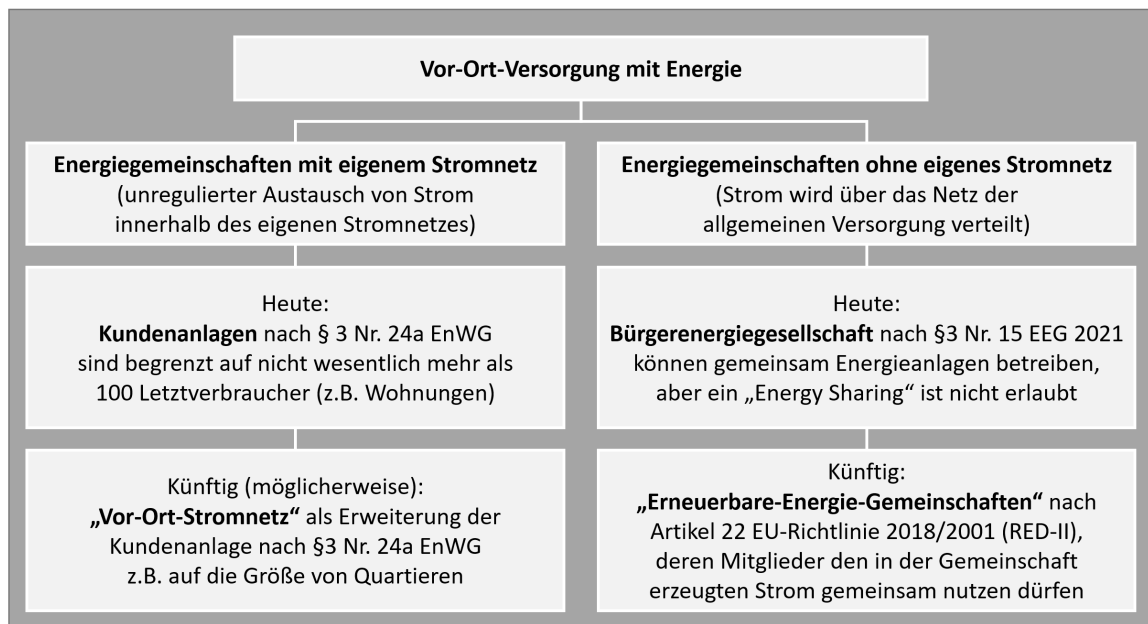 Vor-Ort-Versorgung mit Energie
Energiegemeinschaften mit eigenem Stromnetz
(unregulierter Austausch von Strom
innerhalb des eigenen Stromnetzes)
Energiegemeinschaften ohne eigenes Stromnetz
(Strom wird über das Netz der
allgemeinen Versorgung verteilt)
Heute:
Kundenanlagen nach § 3 Nr. 24a EnWG
sind begrenzt auf nicht wesentlich mehr als
100 Letztverbraucher (z.B. Wohnungen)
Heute:
Bürgerenergiegesellschaft nach §3 Nr. 15 EEG 2021
können gemeinsam Energieanlagen betreiben,
aber ein „Energy Sharing“ ist nicht erlaubt
Künftig (möglicherweise):
„Vor-Ort-Stromnetz“ als Erweiterung der
Kundenanlage nach §3 Nr. 24a EnWG
z.B. auf die Größe von Quartieren
Künftig:
„Erneuerbare-Energie-Gemeinschaften“ nach
Artikel 22 EU-Richtlinie 2018/2001 (RED-II),
deren Mitglieder den in der Gemeinschaft
erzeugten Strom gemeinsam nutzen dürfen